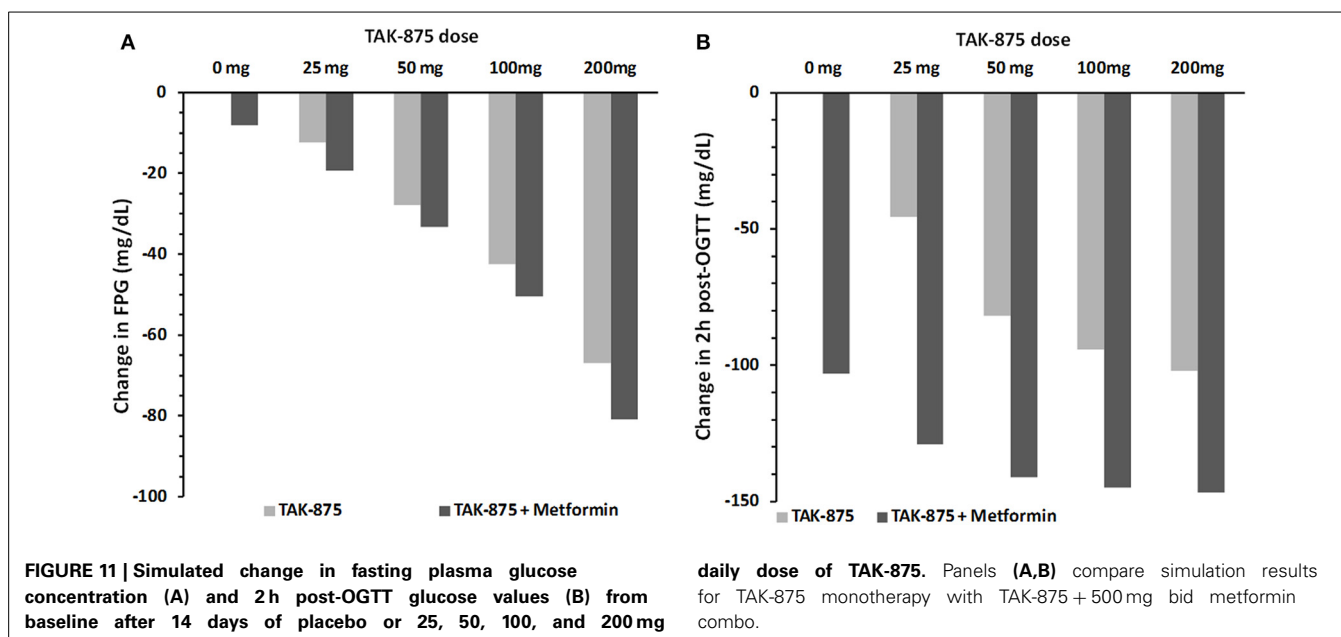 A
TAK-875 dose
0 mg 25 mg 50 mg 100mg 200mg
0
-20
-40
-60
-80
-100
Change in FPG (mg/dL)
TAK-875 TAK-875 + Metformin
B
TAK-875 dose
0 mg 25 mg 50 mg 100mg 200mg
0
-50
-100
-150
Change in 2h post-OGTT (mg/dL)
TAK-875 TAK-875 + Metformin
FIGURE 11 | Simulated change in fasting plasma glucose
concentration (A) and 2 h post-OGTT glucose values (B) from
baseline after 14 days of placebo or 25, 50, 100, and 200 mg
daily dose of TAK-875. Panels (A,B) compare simulation results
for TAK-875 monotherapy with TAK-875 + 500 mg bid metformin
combo.